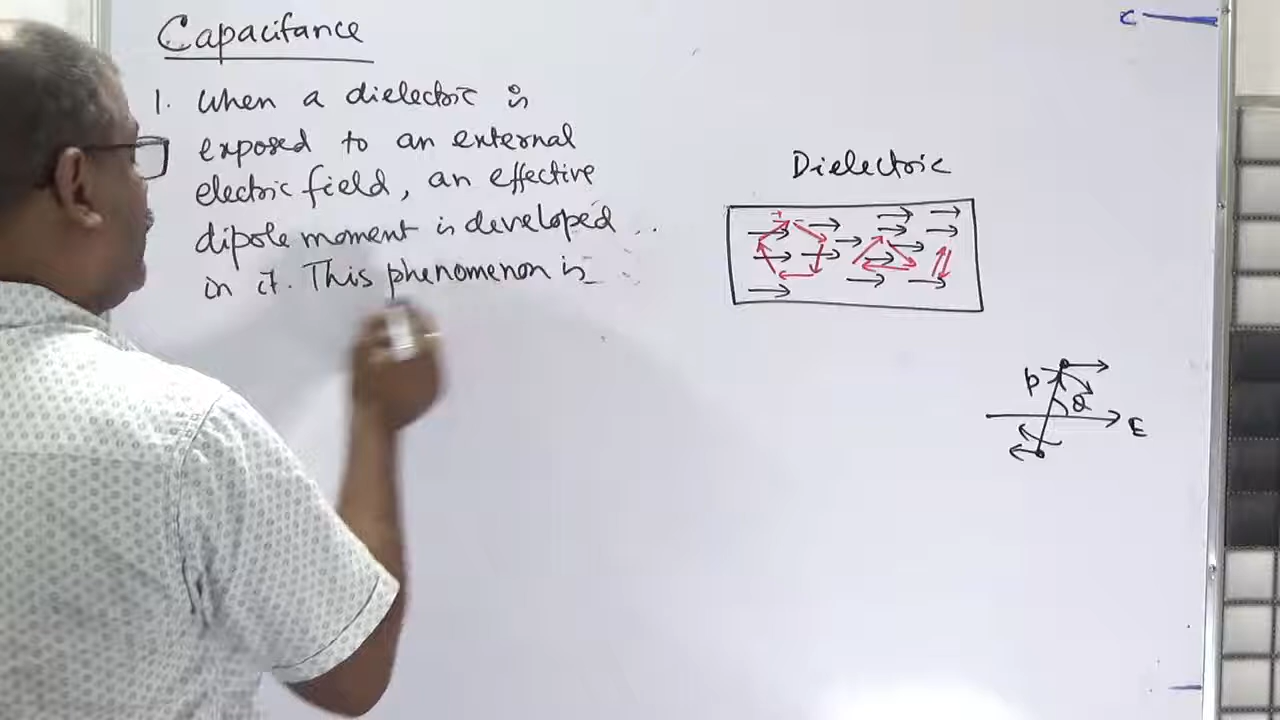 Capacitance
1. When a dielectric is
exposed to an external
electric field, an effective
dipole moment is developed
in it. This phenomenon is
Dielectric
p
θ
E
C